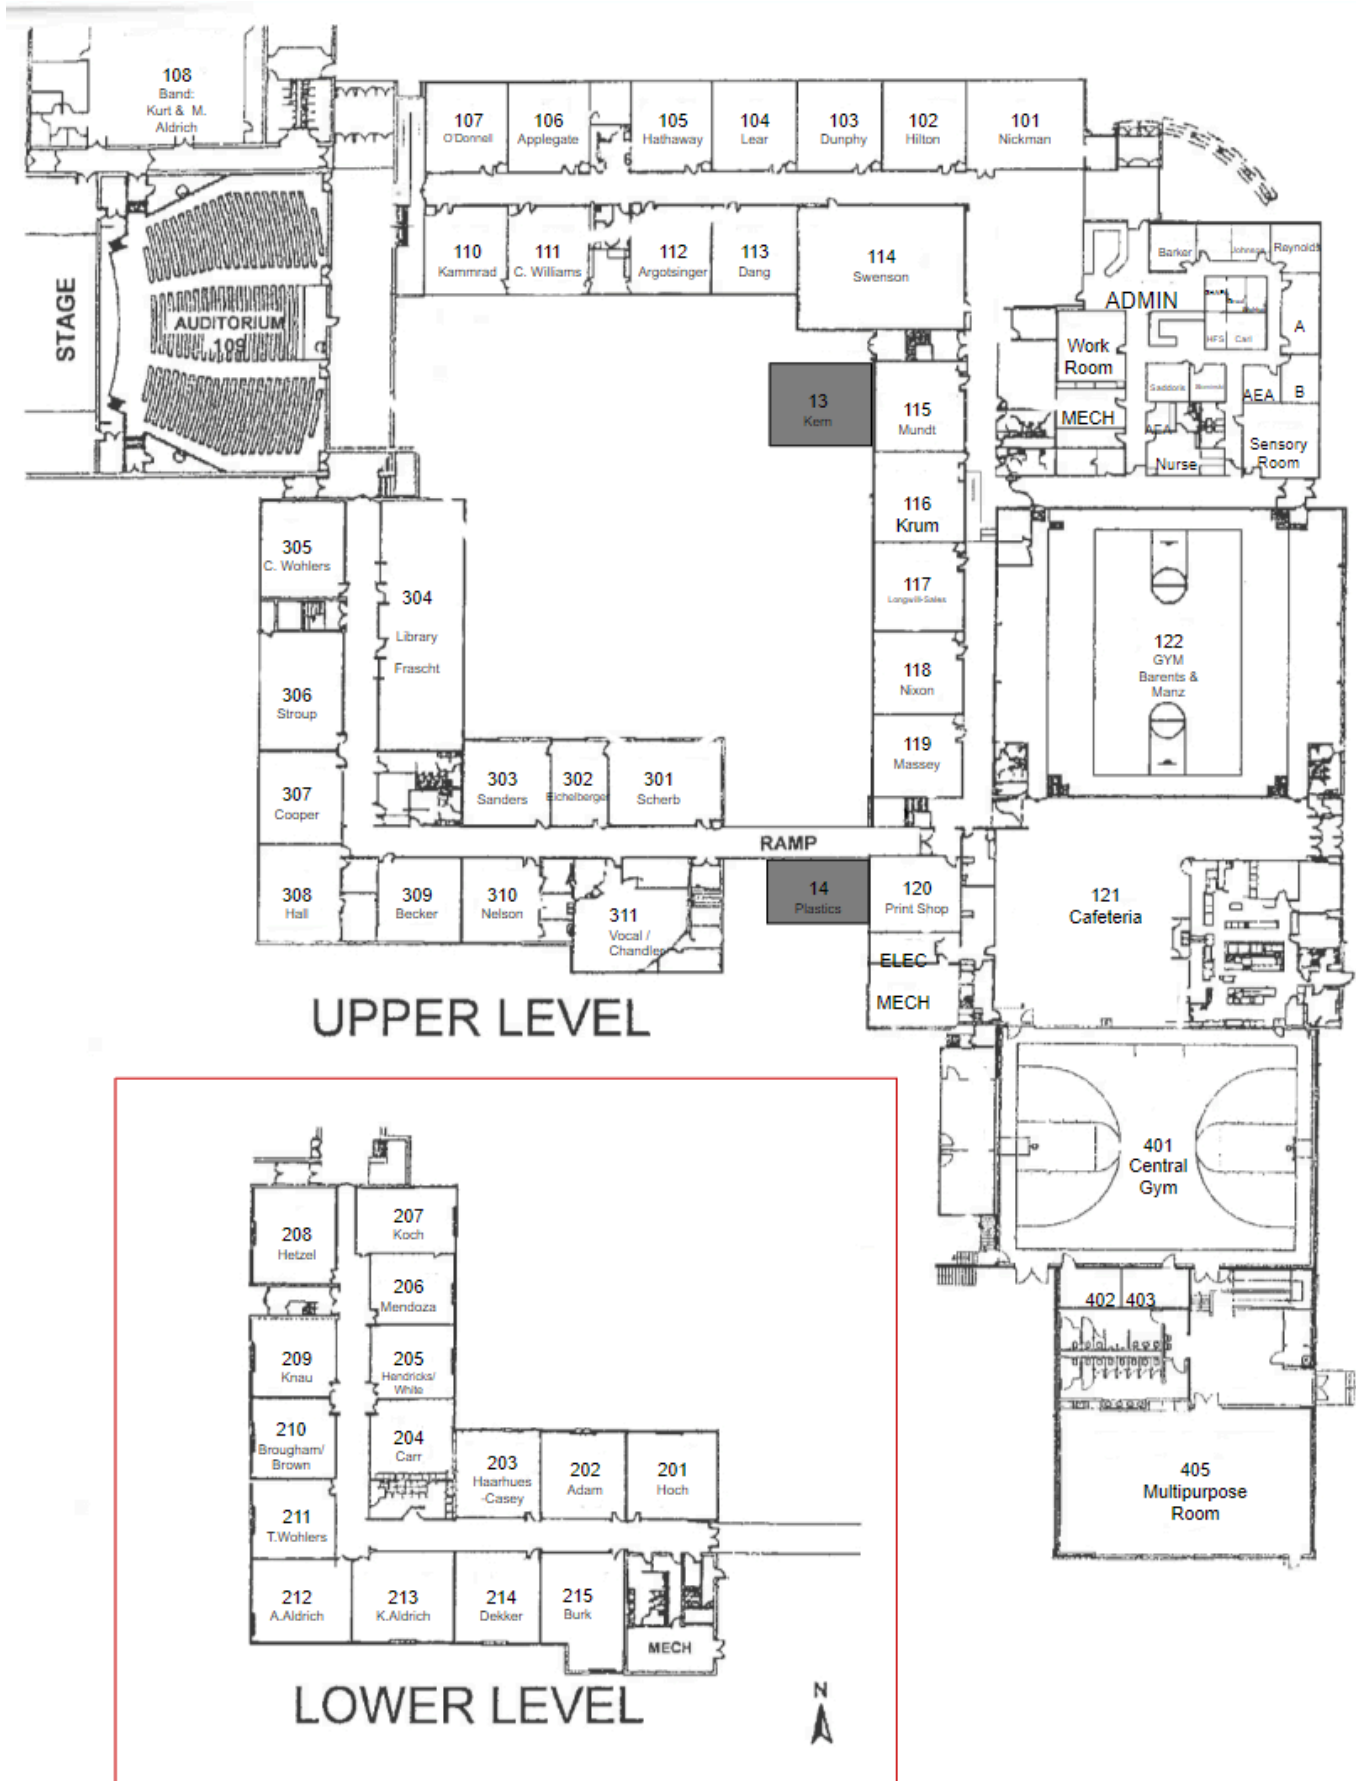 108
Band:
Kurt & M.
Aldrich
107
O'Donnell
106
Applegate
105
Hathaway
104
Lear
103
Dunphy
102
Hilton
101
Nickman
110
Kammrad
111
C. Williams
112
Argotsinger
113
Dang
114
Swenson
STAGE
AUDITORIUM
109
Barker
Johnson
Reynolds
ADMIN
A
HFS
Carl
Work
Room
MECH
Saddoris
AEA
B
AEA
Nurse
Sensory
Room
13
Kern
115
Mundt
116
Krum
117
Longwill-Sales
118
Nixon
119
Massey
122
GYM
Barents &
Manz
305
C. Wohlers
304
Library
Frascht
306
Stroup
307
Cooper
308
Hall
303
Sanders
302
Eichelberger
301
Scherb
RAMP
309
Becker
310
Nelson
311
Vocal /
Chandler
14
Plastics
120
Print Shop
ELEC
MECH
121
Cafeteria
UPPER LEVEL
401
Central
Gym
402
403
405
Multipurpose
Room
208
Hetzel
207
Koch
206
Mendoza
209
Knau
205
Hendricks/
White
210
Brougham/
Brown
204
Carr
203
Haarhues
-Casey
202
Adam
201
Hoch
211
T.Wohlers
212
A.Aldrich
213
K.Aldrich
214
Dekker
215
Burk
MECH
LOWER LEVEL
N